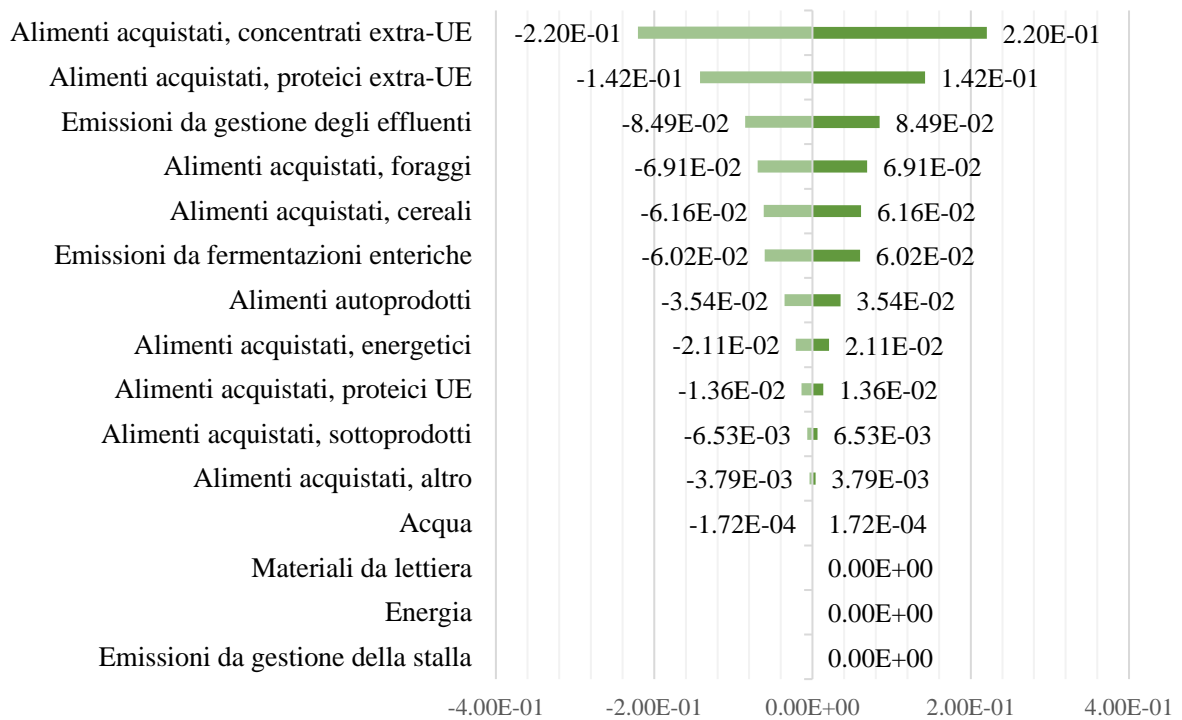 Alimenti acquistati, concentrati extra-UE -2.20E-01 2.20E-01
Alimenti acquistati, proteici extra-UE -1.42E-01 1.42E-01
Emissioni da gestione degli effluenti -8.49E-02 8.49E-02
Alimenti acquistati, foraggi -6.91E-02 6.91E-02
Alimenti acquistati, cereali -6.16E-02 6.16E-02
Emissioni da fermentazioni enteriche -6.02E-02 6.02E-02
Alimenti autoprodotti -3.54E-02 3.54E-02
Alimenti acquistati, energetici -2.11E-02 2.11E-02
Alimenti acquistati, proteici UE -1.36E-02 1.36E-02
Alimenti acquistati, sottoprodotti -6.53E-03 6.53E-03
Alimenti acquistati, altro -3.79E-03 3.79E-03
Acqua -1.72E-04 1.72E-04
Materiali da lettiera 0.00E+00
Energia 0.00E+00
Emissioni da gestione della stalla 0.00E+00
-4.00E-01 -2.00E-01 0.00E+00 2.00E-01 4.00E-01